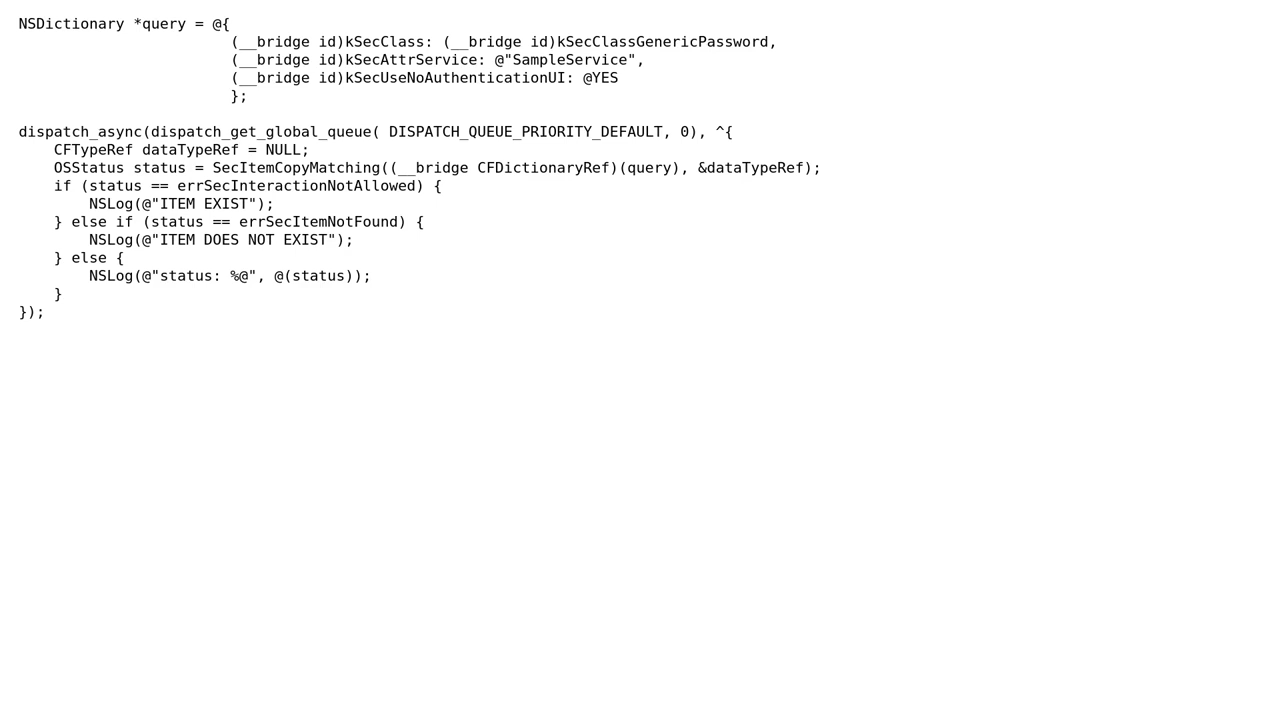 NSDictionary *query = @{
                        (__bridge id)kSecClass: (__bridge id)kSecClassGenericPassword,
                        (__bridge id)kSecAttrService: @"SampleService",
                        (__bridge id)kSecUseNoAuthenticationUI: @YES
                        };

dispatch_async(dispatch_get_global_queue( DISPATCH_QUEUE_PRIORITY_DEFAULT, 0), ^{
    CFTypeRef dataTypeRef = NULL;
    OSStatus status = SecItemCopyMatching((__bridge CFDictionaryRef)(query), &dataTypeRef);
    if (status == errSecInteractionNotAllowed) {
        NSLog(@"ITEM EXIST");
    } else if (status == errSecItemNotFound) {
        NSLog(@"ITEM DOES NOT EXIST");
    } else {
        NSLog(@"status: %@", @(status));
    }
});